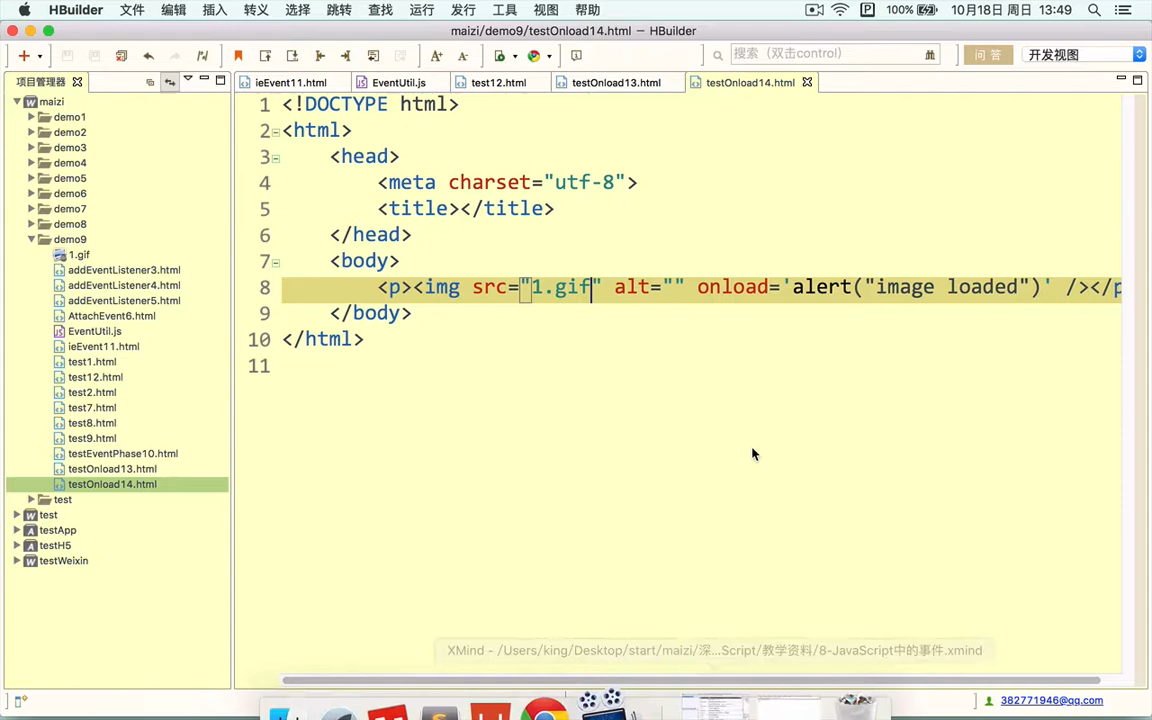 HBuilder 文件 编辑 插入 转义 选择 跳转 查找 运行 发行 工具 视图 帮助 P 100% 10月18日 周日 13:49
maizi/demo9/testOnload14.html — HBuilder
搜索（双击control） 问 答 开发视图
项目管理器 ieEvent11.html EventUtil.js test12.html testOnload13.html testOnload14.html
maizi
demo1
demo2
demo3
demo4
demo5
demo6
demo7
demo8
demo9
1.gif
addEventListener3.html
addEventListener4.html
addEventListener5.html
AttachEvent6.html
EventUtil.js
ieEvent11.html
test1.html
test12.html
test2.html
test7.html
test8.html
test9.html
testEventPhase10.html
testOnload13.html
testOnload14.html
test
test
testApp
testH5
testWeixin
1 <!DOCTYPE html>
2 <html>
3 <head>
4 <meta charset="utf-8">
5 <title></title>
6 </head>
7 <body>
8 <p><img src="1.gif" alt="" onload='alert("image loaded")' /></p
9 </body>
10 </html>
11
XMind - /Users/king/Desktop/start/maizi/深...Script/教学资料/8-JavaScript中的事件.xmind
382771946@qq.com